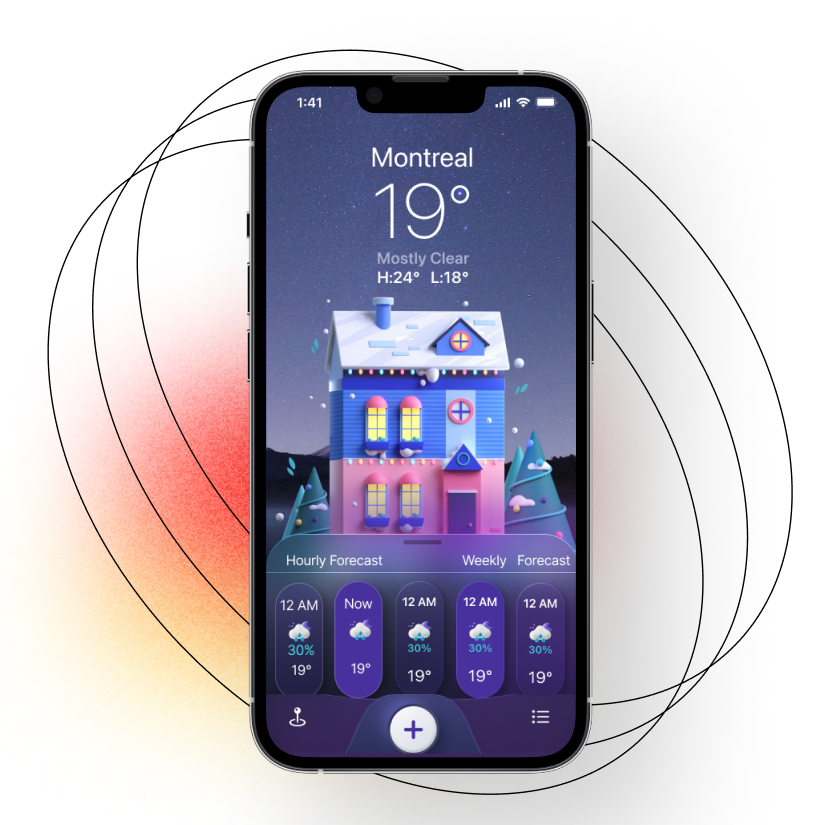 1:41
Montreal
19°
Mostly Clear
H:24° L:18°
Hourly Forecast Weekly Forecast
12 AM Now 12 AM 12 AM 12 AM
30% 30% 30% 30%
19° 19° 19° 19° 19°